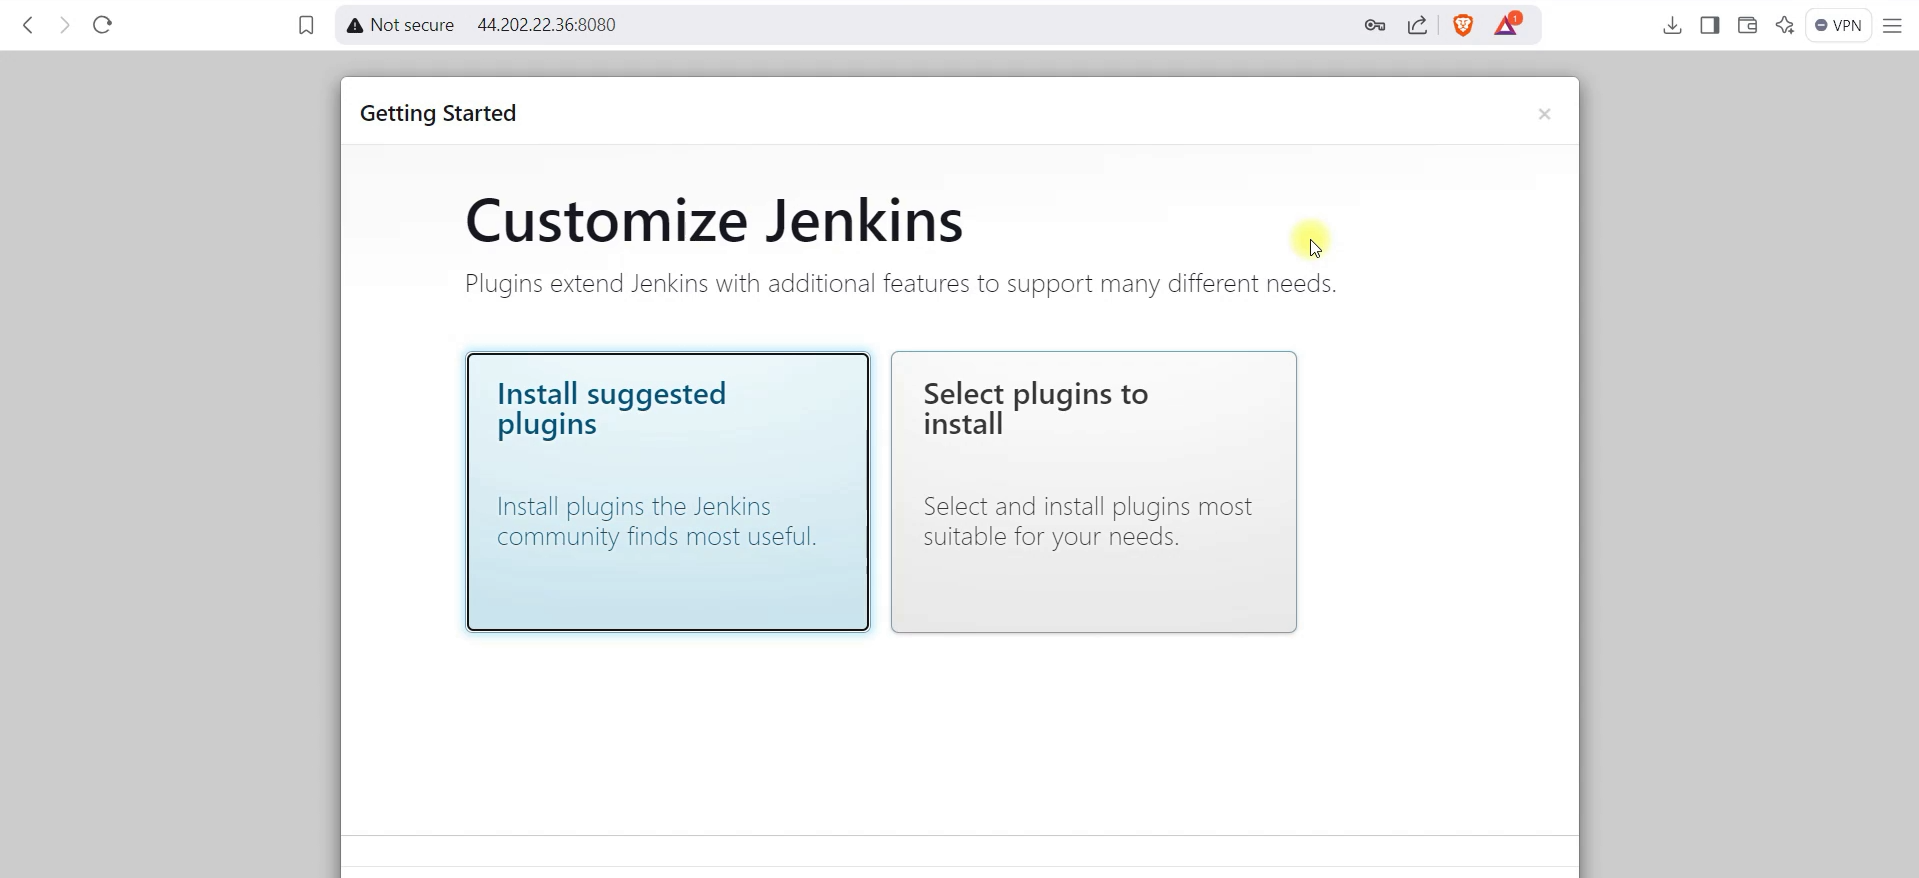 Not secure 44.202.22.36:8080
1
VPN
Getting Started
×
Customize Jenkins
Plugins extend Jenkins with additional features to support many different needs.
Install suggested
plugins
Install plugins the Jenkins
community finds most useful.
Select plugins to
install
Select and install plugins most
suitable for your needs.